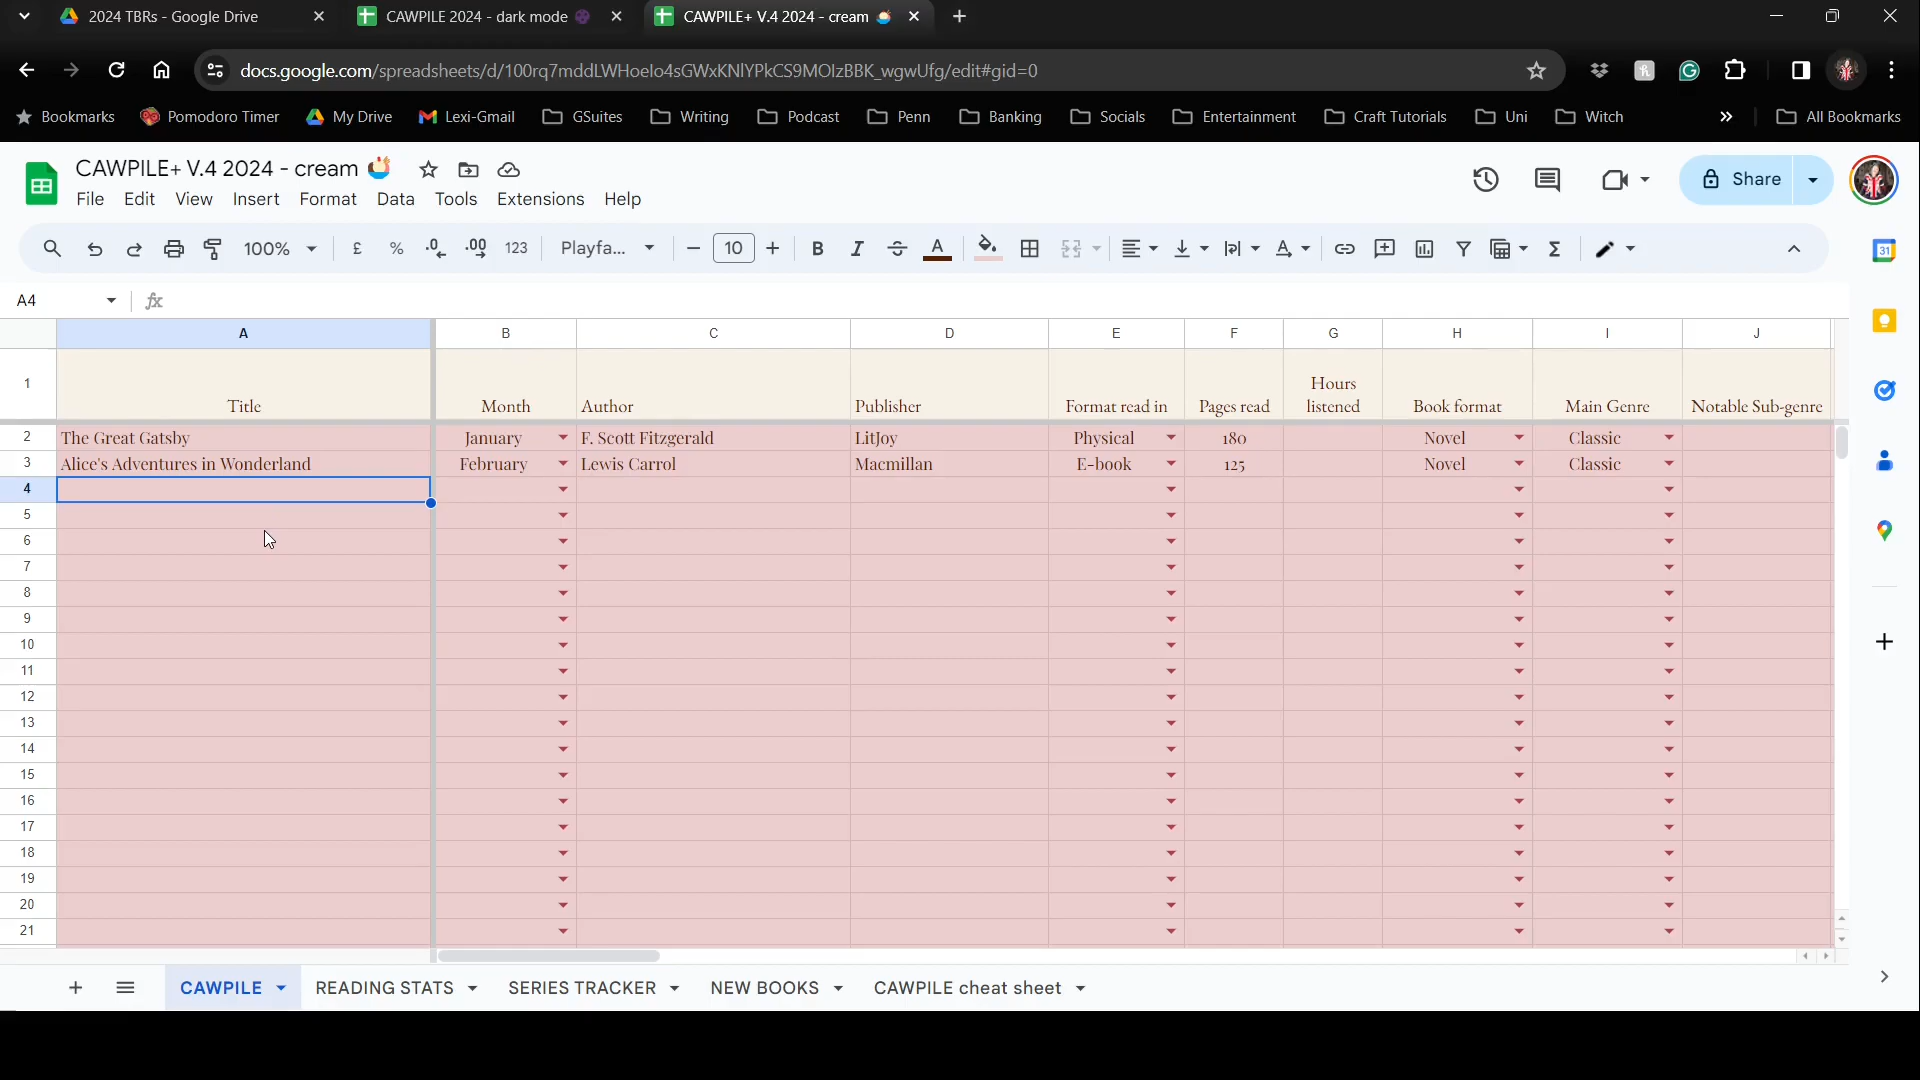 2024 TBRs - Google Drive
CAWPILE 2024 - dark mode
CAWPILE+ V.4 2024 - cream
docs.google.com/spreadsheets/d/100rq7mddLWHoelo4sGWxKNlYPkCS9MOlzBBK_wgwUfg/edit#gid=0
Bookmarks Pomodoro Timer My Drive Lexi-Gmail GSuites Writing Podcast Penn Banking Socials Entertainment Craft Tutorials Uni Witch » All Bookmarks
CAWPILE+ V.4 2024 - cream
File Edit View Insert Format Data Tools Extensions Help
Share
100% £ % .0 .00 123 Playfa... 10 B I A
A4 fx
A B C D E F G H I J
1 Title Month Author Publisher Format read in Pages read Hours listened Book format Main Genre Notable Sub-genre
2 The Great Gatsby January F. Scott Fitzgerald LitJoy Physical 180 Novel Classic
3 Alice's Adventures in Wonderland February Lewis Carrol Macmillan E-book 125 Novel Classic
4
5
6
7
8
9
10
11
12
13
14
15
16
17
18
19
20
21
CAWPILE READING STATS SERIES TRACKER NEW BOOKS CAWPILE cheat sheet
31